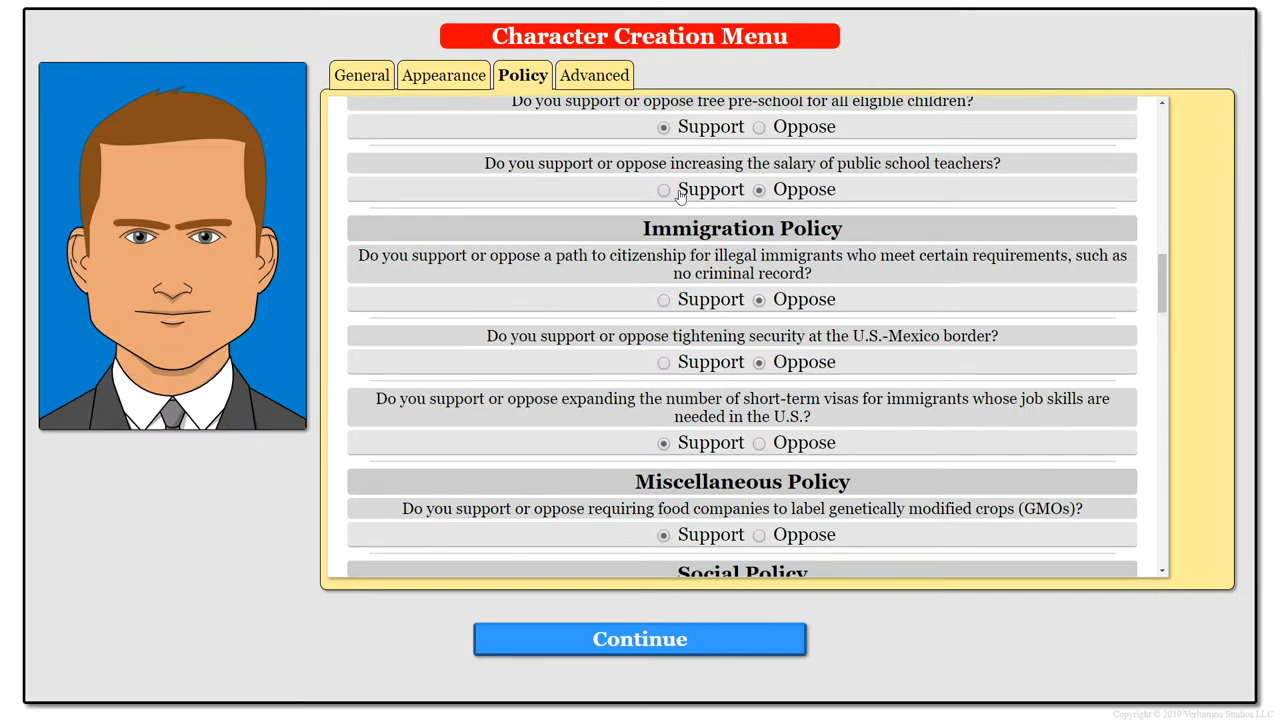 Character Creation Menu
General Appearance Policy Advanced
Do you support or oppose free pre-school for all eligible children?
Support Oppose
Do you support or oppose increasing the salary of public school teachers?
Support Oppose
Immigration Policy
Do you support or oppose a path to citizenship for illegal immigrants who meet certain requirements, such as
no criminal record?
Support Oppose
Do you support or oppose tightening security at the U.S.-Mexico border?
Support Oppose
Do you support or oppose expanding the number of short-term visas for immigrants whose job skills are
needed in the U.S.?
Support Oppose
Miscellaneous Policy
Do you support or oppose requiring food companies to label genetically modified crops (GMOs)?
Support Oppose
Social Policy
Continue
Copyright © 2019 Verlumino Studios LLC